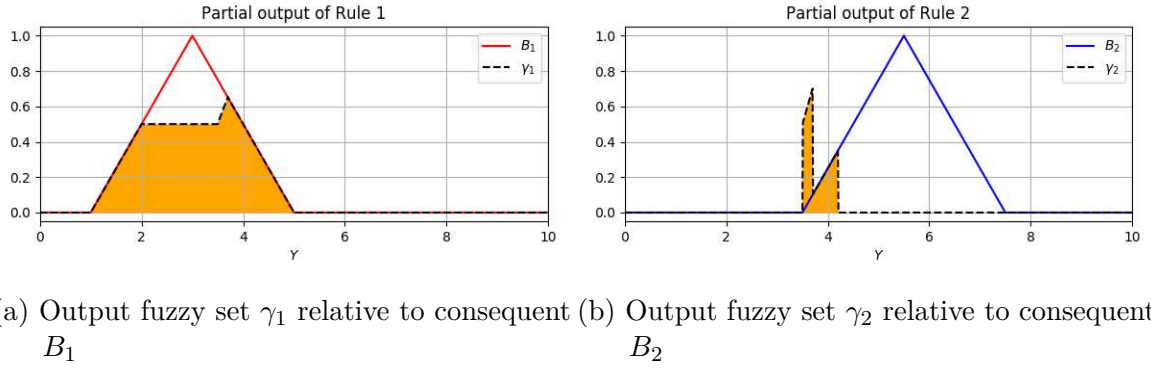 Partial output of Rule 1
1.0
0.8
0.6
0.4
0.2
0.0
B₁
γ₁
0 2 4 6 8 10
Y
Partial output of Rule 2
1.0
0.8
0.6
0.4
0.2
0.0
B₂
γ₂
0 2 4 6 8 10
Y
a) Output fuzzy set γ₁ relative to consequent
B₁
(b) Output fuzzy set γ₂ relative to consequent
B₂